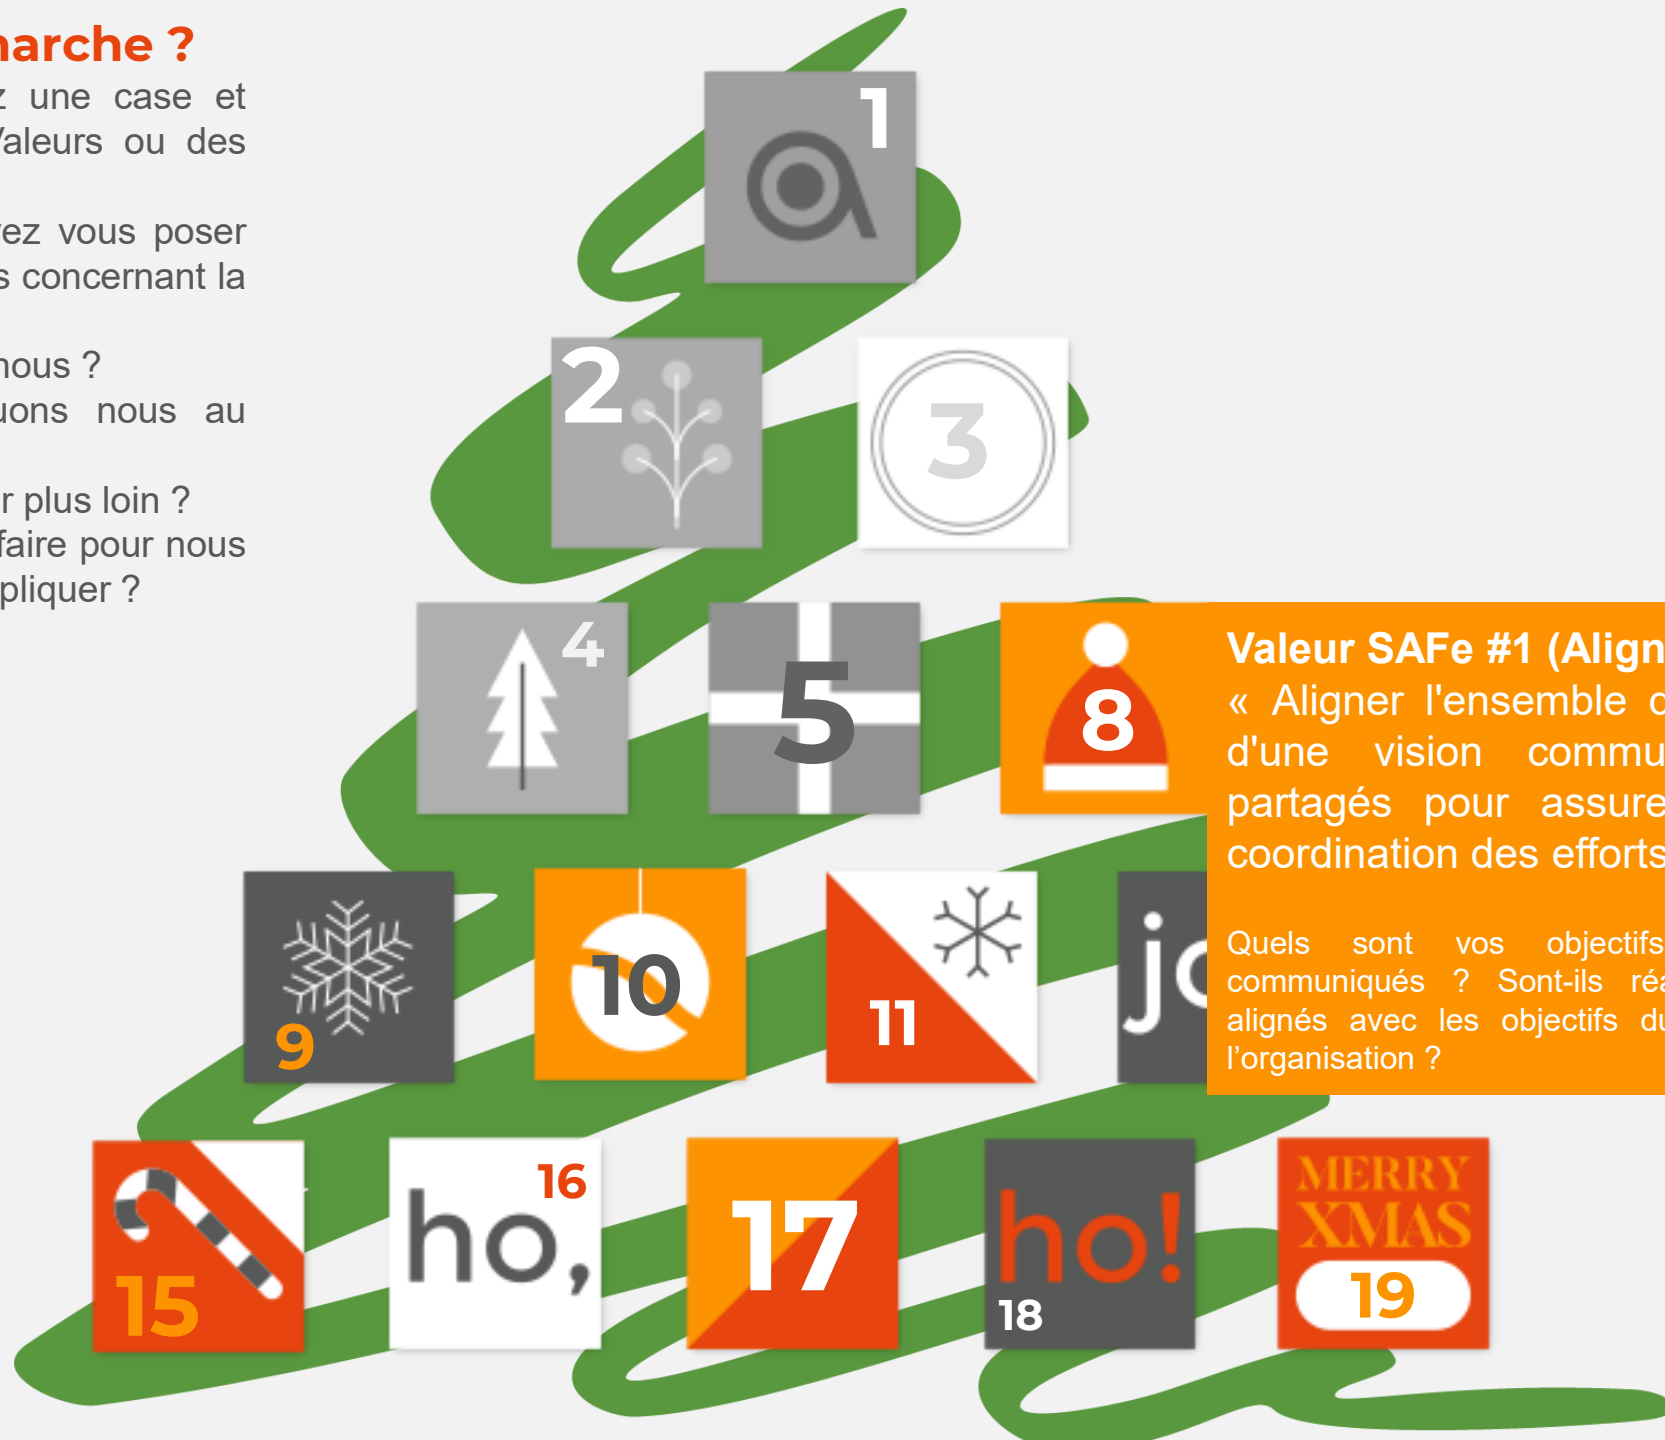 marche ?
une case et
Valeurs ou des
vez vous poser
s concernant la
nous ?
uons nous au
r plus loin ?
faire pour nous
pliquer ?
1
2
3
4
5
8
Valeur SAFe #1 (Align
« Aligner l'ensemble
d'une vision commu
partagés pour assure
coordination des efforts
Quels sont vos objectifs
communiqués ? Sont-ils réa
alignés avec les objectifs du
l'organisation ?
9
10
11
jo
15
16
ho,
17
ho!
18
MERRY
XMAS
19